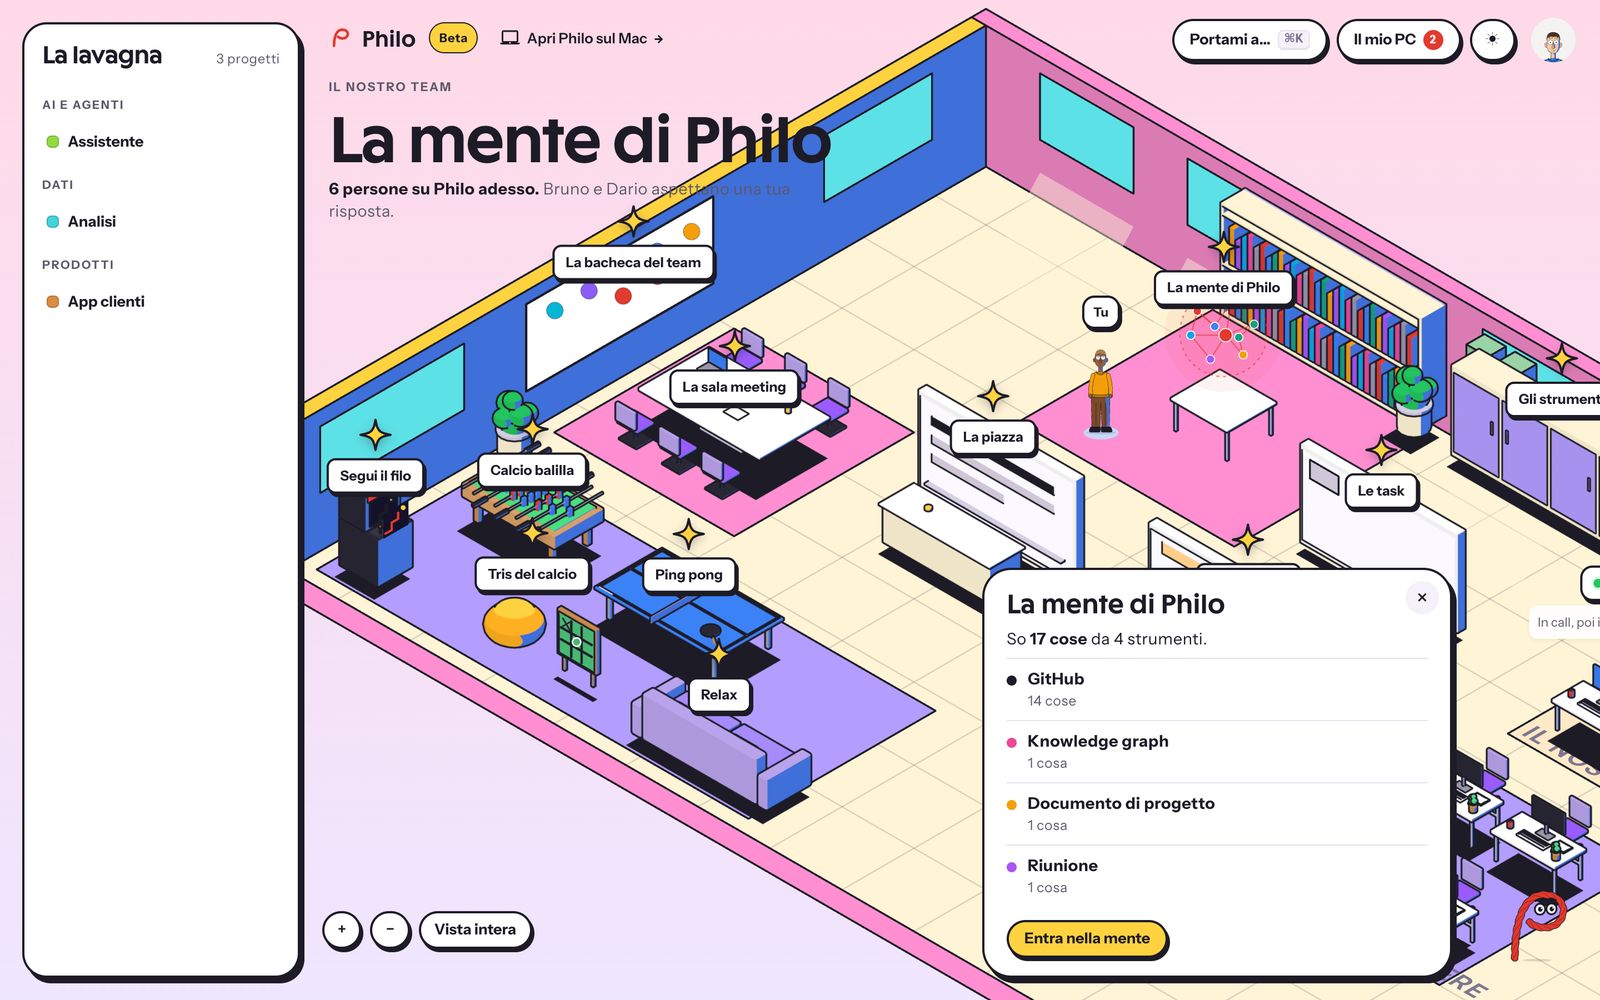 La lavagna
3 progetti
AI E AGENTI
Assistente
DATI
Analisi
PRODOTTI
App clienti
Philo
Beta
Apri Philo sul Mac →
Portami a...
⌘K
Il mio PC
2
IL NOSTRO TEAM
La mente di Philo
6 persone su Philo adesso. Bruno e Dario aspettano una tua
risposta.
La bacheca del team
La mente di Philo
Tu
La sala meeting
Gli strument
La piazza
Segui il filo
Calcio balilla
Le task
Tris del calcio
Ping pong
Relax
In call, poi i
La mente di Philo
×
So 17 cose da 4 strumenti.
GitHub
14 cose
Knowledge graph
1 cosa
Documento di progetto
1 cosa
Riunione
1 cosa
Entra nella mente
+
−
Vista intera